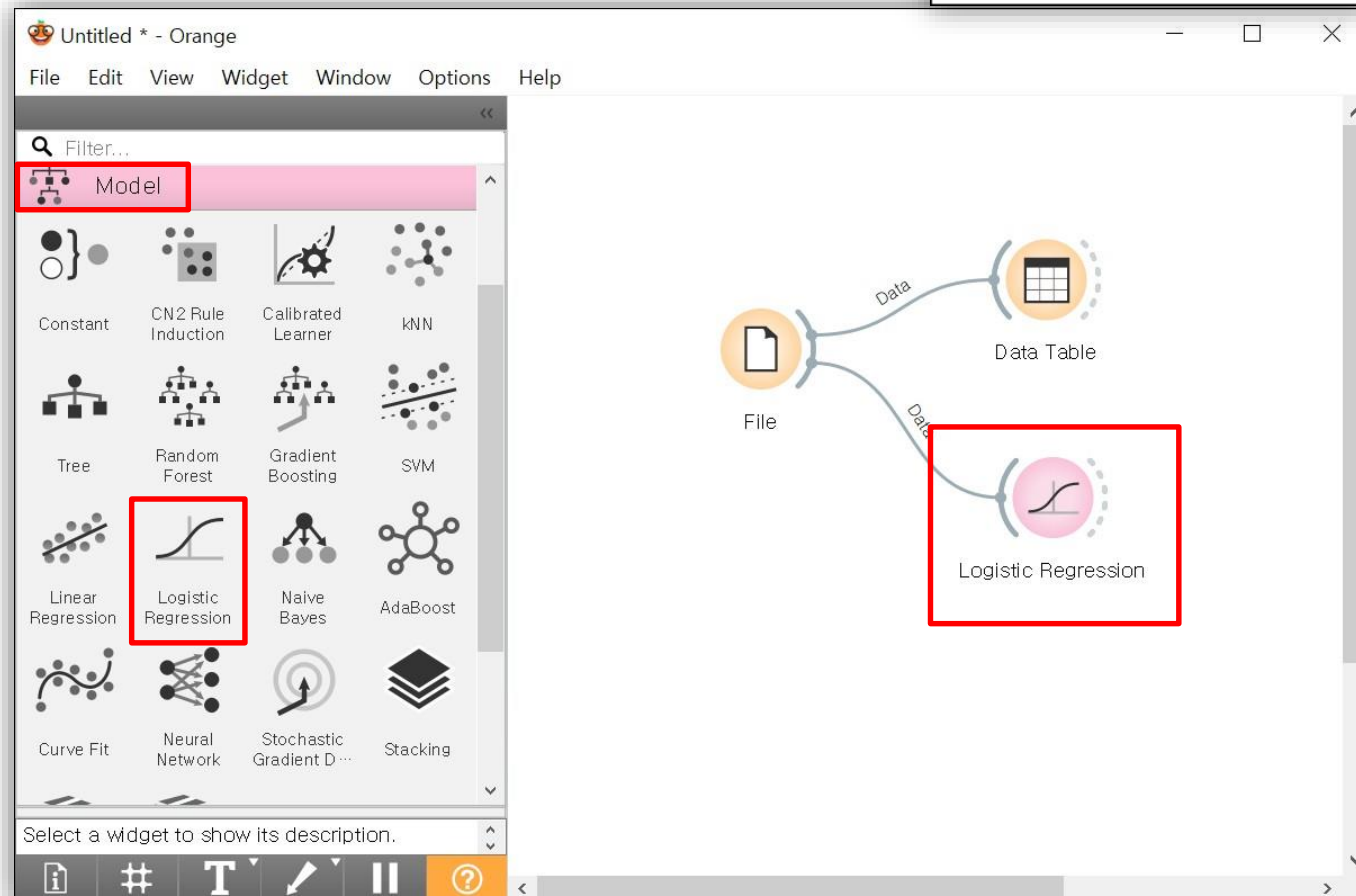 Untitled * - Orange
File Edit View Widget Window Options Help
Filter...
Model
Constant
CN2 Rule
Induction
Calibrated
Learner
kNN
Tree
Random
Forest
Gradient
Boosting
SVM
Linear
Regression
Logistic
Regression
Naive
Bayes
AdaBoost
Curve Fit
Neural
Network
Stochastic
Gradient D...
Stacking
Select a widget to show its description.
Data
Data Table
File
Data
Logistic Regression